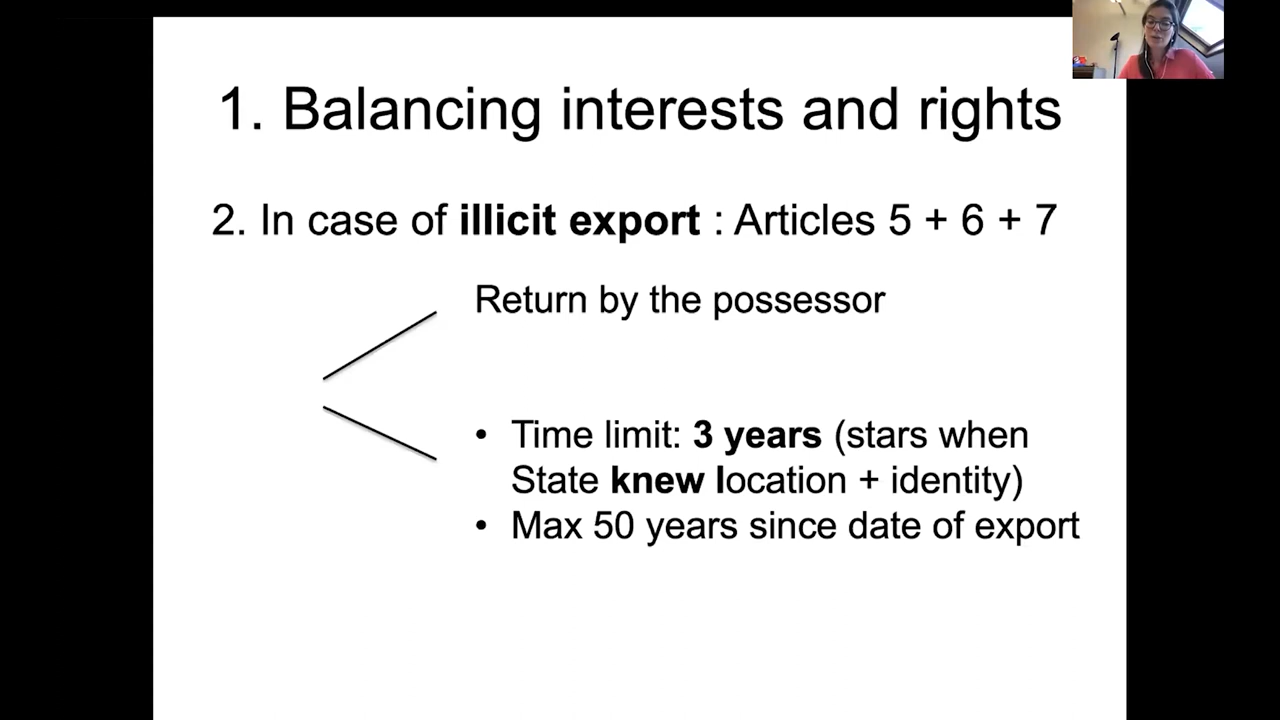 1. Balancing interests and rights
2. In case of illicit export : Articles 5 + 6 + 7
Return by the possessor
• Time limit: 3 years (stars when
State knew location + identity)
• Max 50 years since date of export